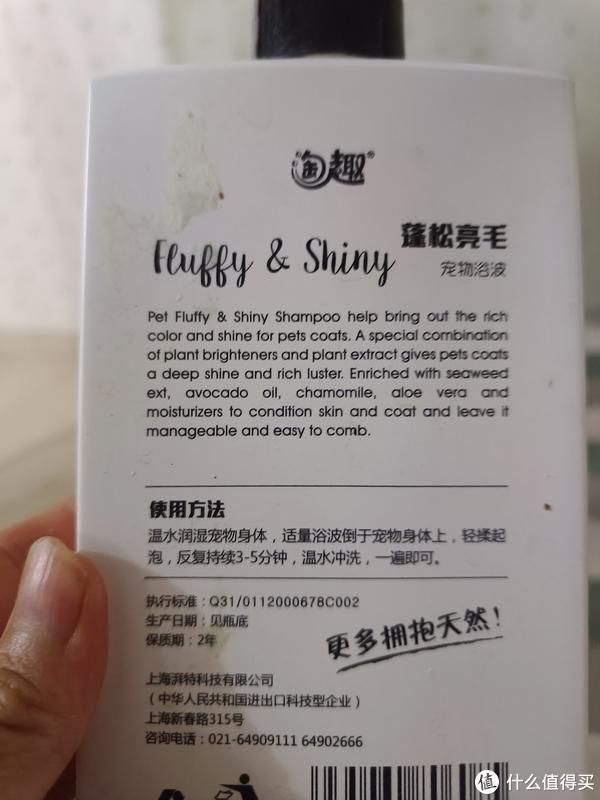 淘趣®
Fluffy & Shiny 蓬松亮毛
宠物浴波
Pet Fluffy & Shiny Shampoo help bring out the rich
color and shine for pets coats. A special combination
of plant brighteners and plant extract gives pets coats
a deep shine and rich luster. Enriched with seaweed
ext, avocado oil, chamomile, aloe vera and
moisturizers to condition skin and coat and leave it
manageable and easy to comb.
使用方法
温水润湿宠物身体，适量浴波倒于宠物身体上，轻揉起
泡，反复持续3-5分钟，温水冲洗，一遍即可。
执行标准：Q31/0112000678C002
生产日期：见瓶底
保质期：2年
更多拥抱天然！
上海湃特科技有限公司
（中华人民共和国进出口科技型企业）
上海新春路315号
咨询电话：021-64909111 64902666
值 什么值得买